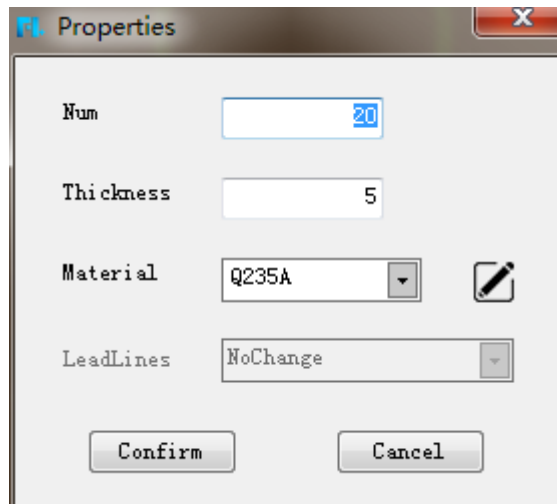 Properties
Num 20
Thickness 5
Material Q235A
LeadLines NoChange
Confirm Cancel